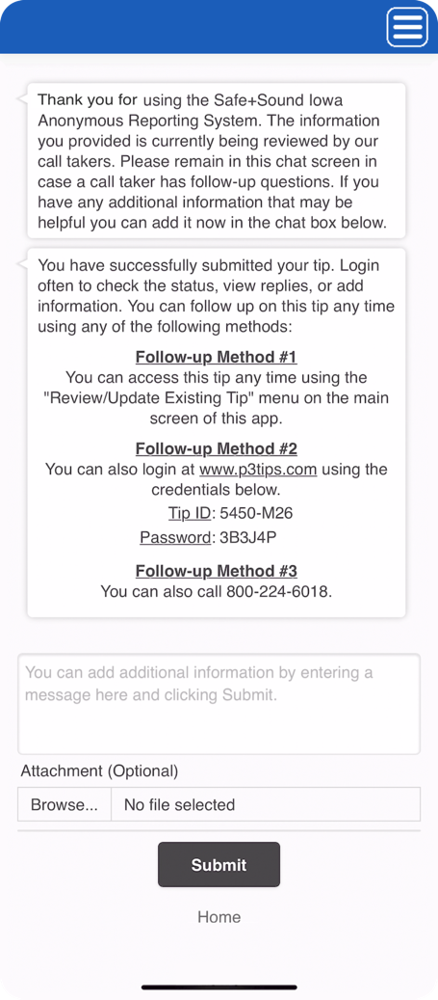 Thank you for using the Safe+Sound Iowa
Anonymous Reporting System. The information
you provided is currently being reviewed by our
call takers. Please remain in this chat screen in
case a call taker has follow-up questions. If you
have any additional information that may be
helpful you can add it now in the chat box below.
You have successfully submitted your tip. Login
often to check the status, view replies, or add
information. You can follow up on this tip any time
using any of the following methods:
Follow-up Method #1
You can access this tip any time using the
"Review/Update Existing Tip" menu on the main
screen of this app.
Follow-up Method #2
You can also login at www.p3tips.com using the
credentials below.
Tip ID: 5450-M26
Password: 3B3J4P
Follow-up Method #3
You can also call 800-224-6018.
You can add additional information by entering a
message here and clicking Submit.
Attachment (Optional)
Browse... No file selected
Submit
Home